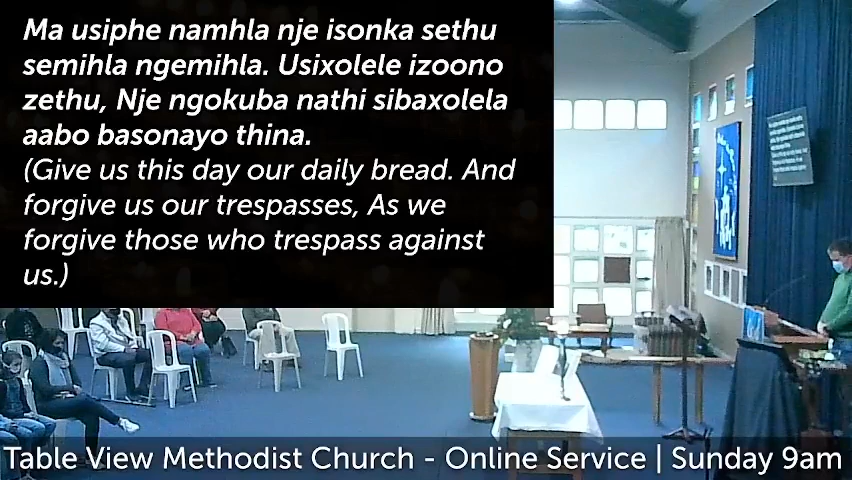 Ma usiphe namhla nje isonka sethu
semihla ngemihla. Usixolele izoono
zethu, Nje ngokuba nathi sibaxolela
aabo basonayo thina.
(Give us this day our daily bread. And
forgive us our trespasses, As we
forgive those who trespass against
us.)
Table View Methodist Church - Online Service | Sunday 9am